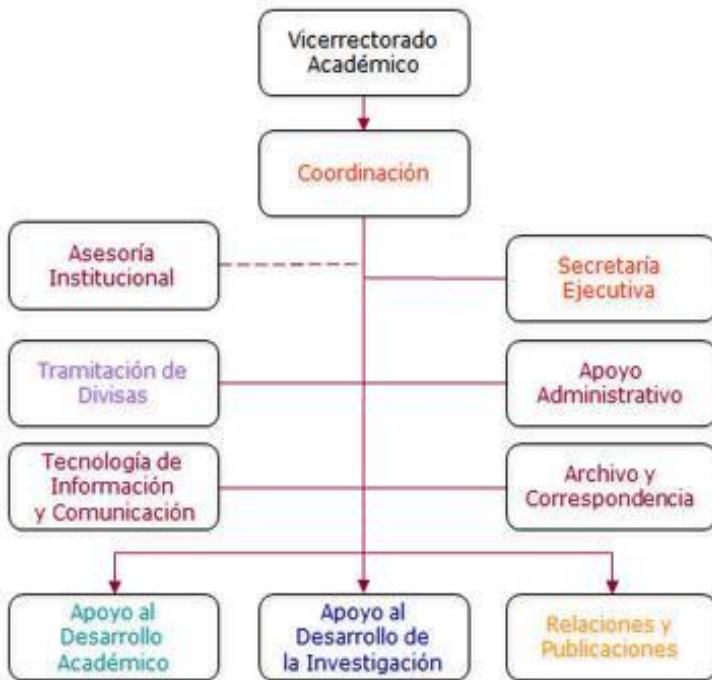 Vicerrectorado
Académico
Coordinación
Asesoría
Institucional
Secretaría
Ejecutiva
Tramitación de
Divisas
Apoyo
Administrativo
Tecnología de
Información
y Comunicación
Archivo y
Correspondencia
Apoyo al
Desarrollo
Académico
Apoyo al
Desarrollo de
la Investigación
Relaciones y
Publicaciones